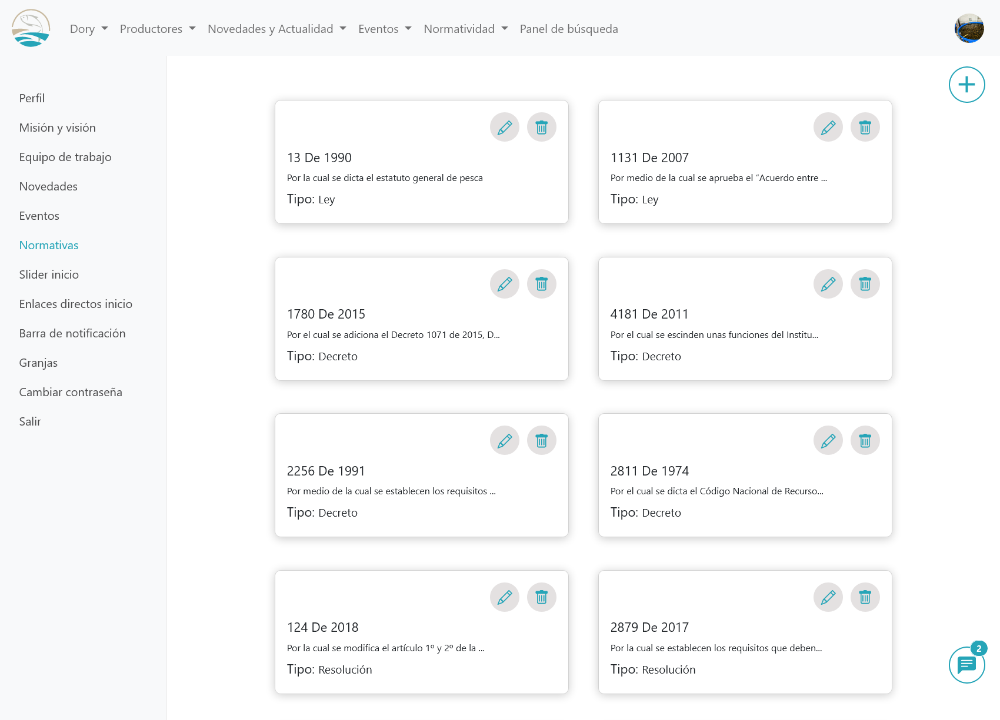 Dory
Productores
Novedades y Actualidad
Eventos
Normatividad
Panel de búsqueda
Perfil
Misión y visión
Equipo de trabajo
Novedades
Eventos
Normativas
Slider inicio
Enlaces directos inicio
Barra de notificación
Granjas
Cambiar contraseña
Salir
13 De 1990
Por la cual se dicta el estatuto general de pesca
Tipo: Ley
1131 De 2007
Por medio de la cual se aprueba el “Acuerdo entre ...
Tipo: Ley
1780 De 2015
Por el cual se adiciona el Decreto 1071 de 2015, D...
Tipo: Decreto
4181 De 2011
Por el cual se escinden unas funciones del Institu...
Tipo: Decreto
2256 De 1991
Por medio de la cual se establecen los requisitos ...
Tipo: Decreto
2811 De 1974
Por el cual se dicta el Código Nacional de Recurso...
Tipo: Decreto
124 De 2018
Por la cual se modifica el artículo 1º y 2º de la ...
Tipo: Resolución
2879 De 2017
Por la cual se establecen los requisitos que deben...
Tipo: Resolución
2